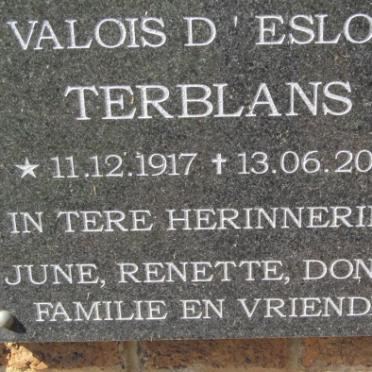 VALOIS D'ESLO
TERBLANS
★ 11.12.1917 ✝ 13.06.20
IN TERE HERINNERI
JUNE, RENETTE, DON
FAMILIE EN VRIEND